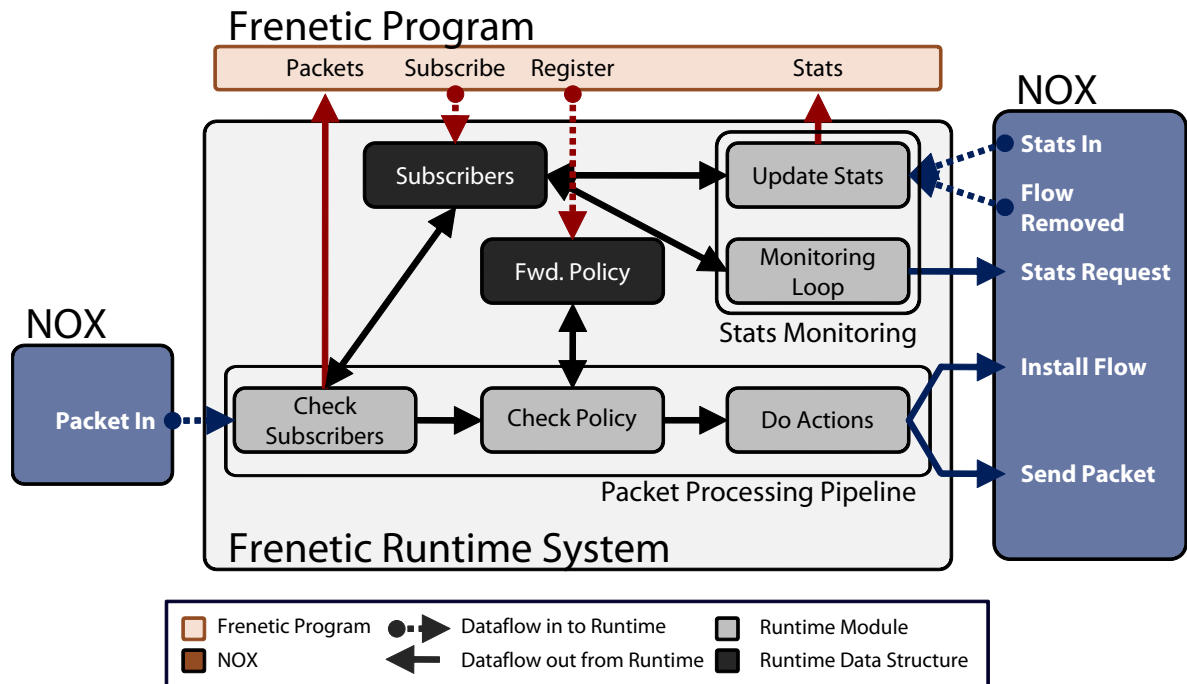 Frenetic Program
Packets Subscribe Register Stats
NOX
Stats In
Flow
Removed
Stats Request
Install Flow
Send Packet
Subscribers
Update Stats
Fwd. Policy
Monitoring
Loop
Stats Monitoring
NOX
Packet In
Check
Subscribers
Check Policy
Do Actions
Packet Processing Pipeline
Frenetic Runtime System
Frenetic Program
Dataflow in to Runtime
Runtime Module
NOX
Dataflow out from Runtime
Runtime Data Structure